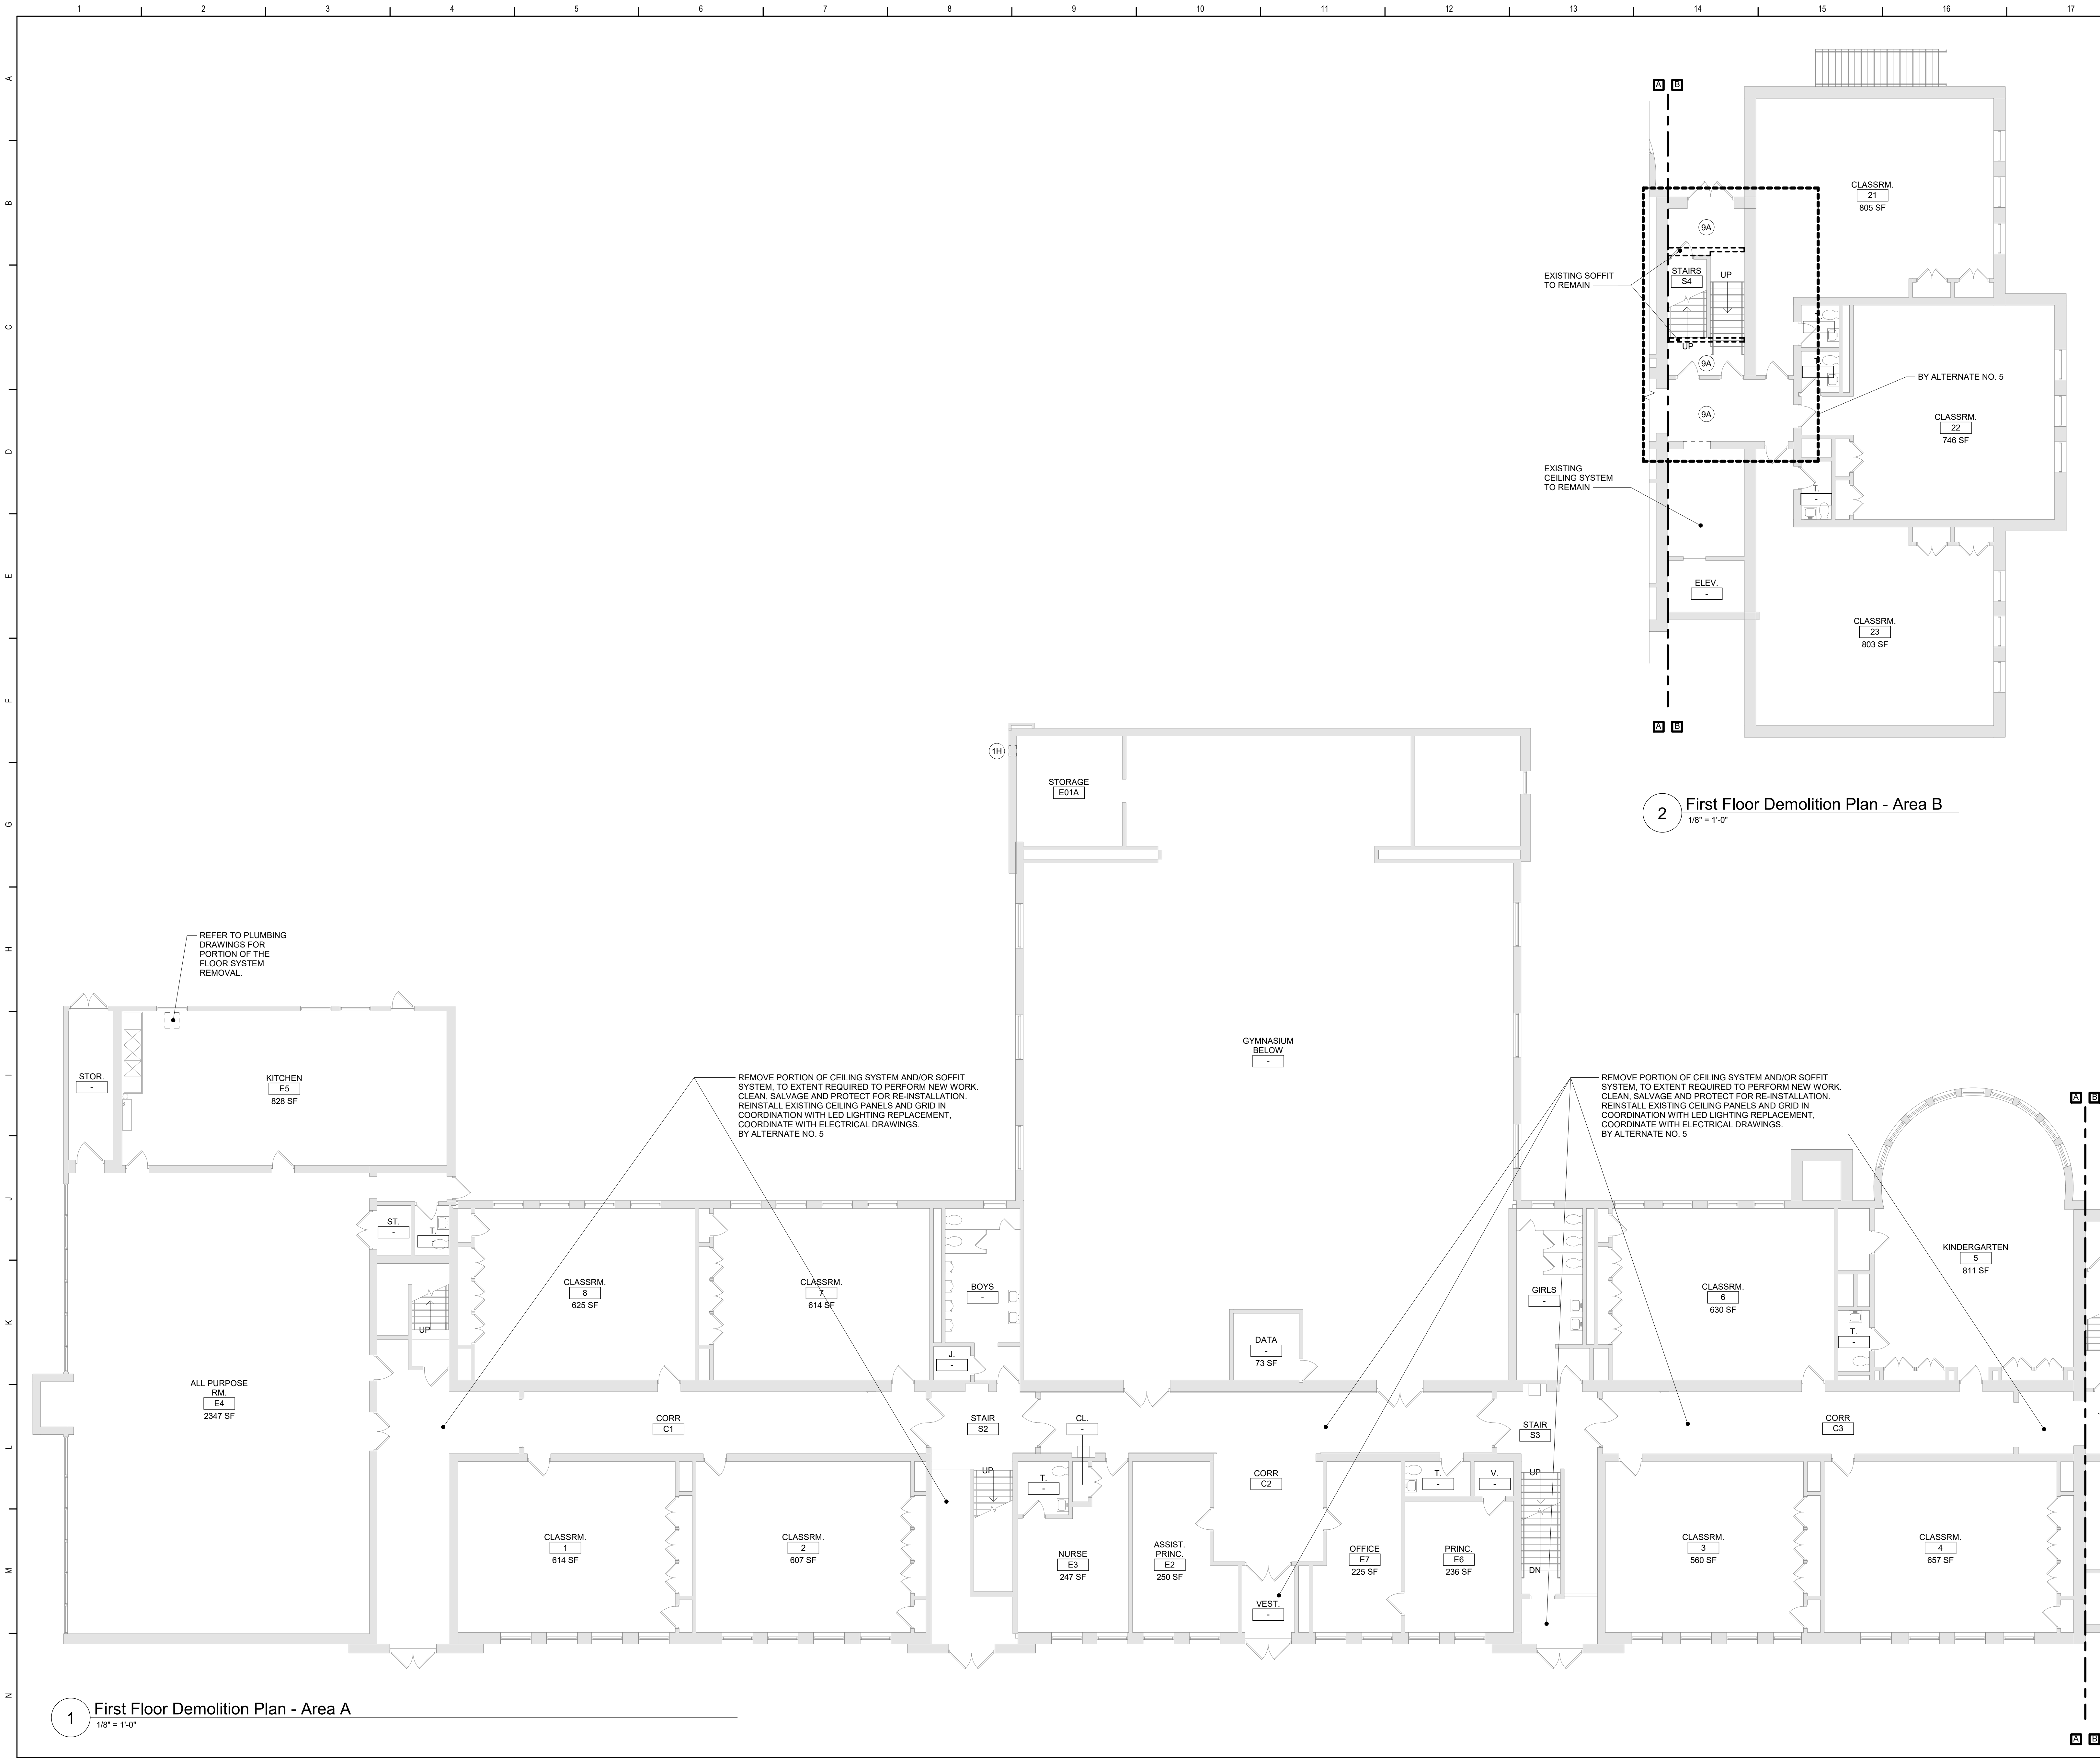 1 2 3 4 5 6 7 8 9 10 11 12 13 14 15 16 17
A
B
C
D
E
F
G
H
I
J
K
L
M
N
A B
CLASSRM.
21
805 SF
9A
EXISTING SOFFIT
TO REMAIN
STAIRS
S4
UP
UP
9A
9A
BY ALTERNATE NO. 5
CLASSRM.
22
746 SF
EXISTING
CEILING SYSTEM
TO REMAIN
T.
-
ELEV.
-
CLASSRM.
23
803 SF
A B
2
First Floor Demolition Plan - Area B
1/8" = 1'-0"
1H
STORAGE
E01A
REFER TO PLUMBING
DRAWINGS FOR
PORTION OF THE
FLOOR SYSTEM
REMOVAL.
STOR.
-
KITCHEN
E5
828 SF
REMOVE PORTION OF CEILING SYSTEM AND/OR SOFFIT
SYSTEM, TO EXTENT REQUIRED TO PERFORM NEW WORK.
CLEAN, SALVAGE AND PROTECT FOR RE-INSTALLATION.
REINSTALL EXISTING CEILING PANELS AND GRID IN
COORDINATION WITH LED LIGHTING REPLACEMENT,
COORDINATE WITH ELECTRICAL DRAWINGS.
BY ALTERNATE NO. 5
GYMNASIUM
BELOW
-
REMOVE PORTION OF CEILING SYSTEM AND/OR SOFFIT
SYSTEM, TO EXTENT REQUIRED TO PERFORM NEW WORK.
CLEAN, SALVAGE AND PROTECT FOR RE-INSTALLATION.
REINSTALL EXISTING CEILING PANELS AND GRID IN
COORDINATION WITH LED LIGHTING REPLACEMENT,
COORDINATE WITH ELECTRICAL DRAWINGS.
BY ALTERNATE NO. 5
A B
ST.
-
T.
-
UP
CLASSRM.
8
625 SF
CLASSRM.
7
614 SF
BOYS
-
J.
-
DATA
-
73 SF
GIRLS
-
CLASSRM.
6
630 SF
T.
-
KINDERGARTEN
5
811 SF
ALL PURPOSE
RM.
E4
2347 SF
CORR
C1
STAIR
S2
CL.
-
STAIR
S3
CORR
C3
UP
T.
-
CORR
C2
T.
-
V.
-
UP
CLASSRM.
1
614 SF
CLASSRM.
2
607 SF
NURSE
E3
247 SF
ASSIST.
PRINC.
E2
250 SF
VEST.
-
OFFICE
E7
225 SF
PRINC.
E6
236 SF
DN
CLASSRM.
3
560 SF
CLASSRM.
4
657 SF
1
First Floor Demolition Plan - Area A
1/8" = 1'-0"
A B